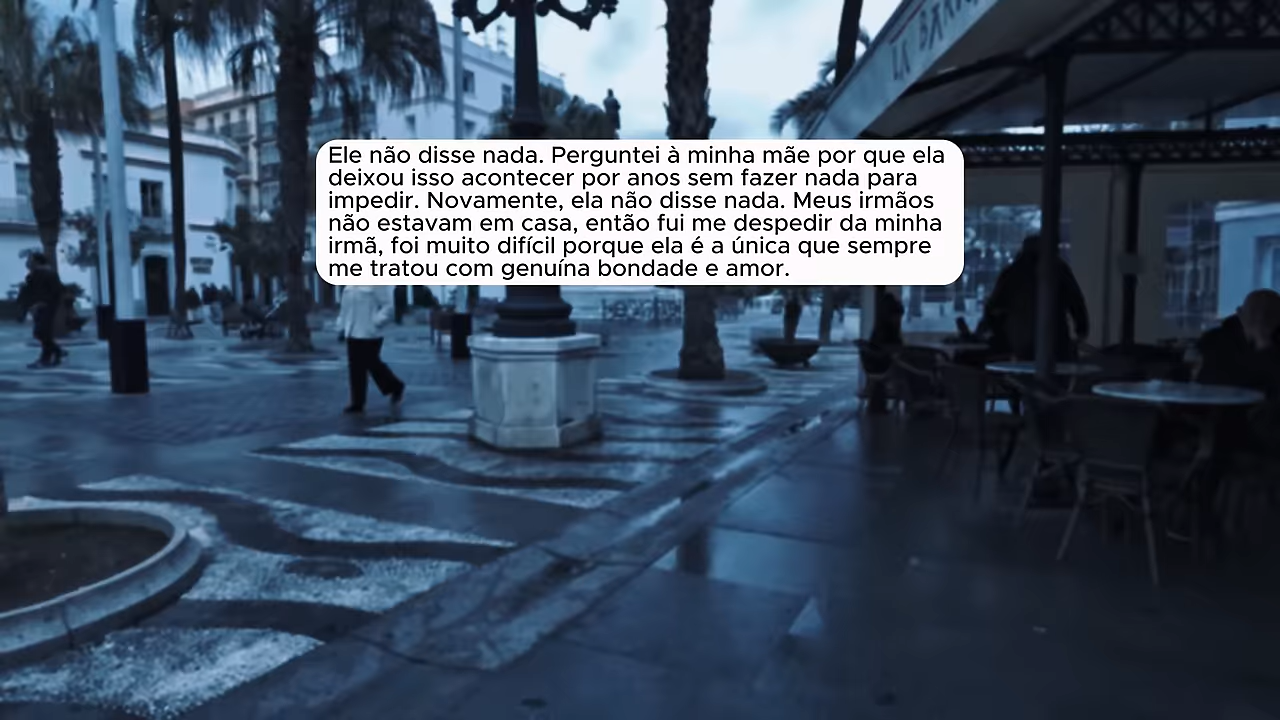 LA BARR
Ele não disse nada. Perguntei à minha mãe por que ela
deixou isso acontecer por anos sem fazer nada para
impedir. Novamente, ela não disse nada. Meus irmãos
não estavam em casa, então fui me despedir da minha
irmã, foi muito difícil porque ela é a única que sempre
me tratou com genuína bondade e amor.